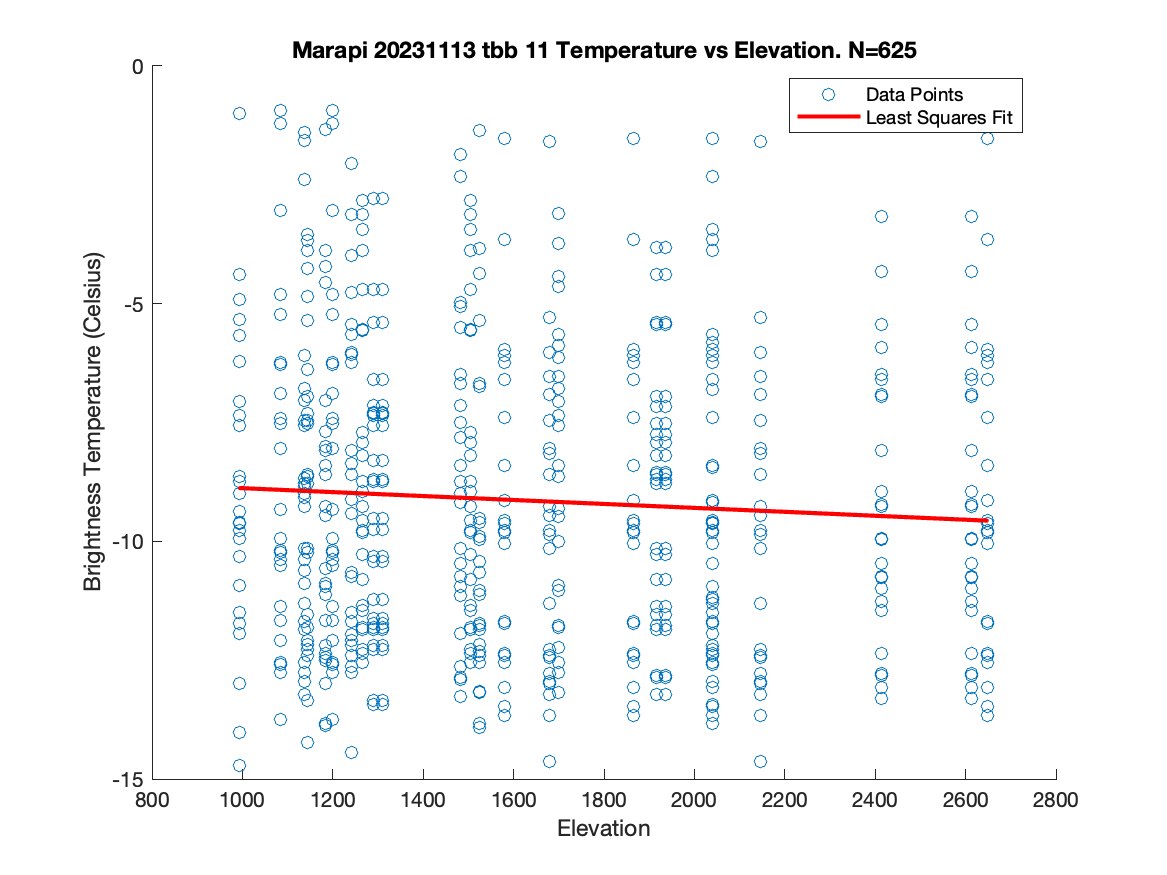 Marapi 20231113 tbb 11 Temperature vs Elevation. N=625
Data Points
Least Squares Fit
Brightness Temperature (Celsius)
0
-5
-10
-15
800 1000 1200 1400 1600 1800 2000 2200 2400 2600 2800
Elevation